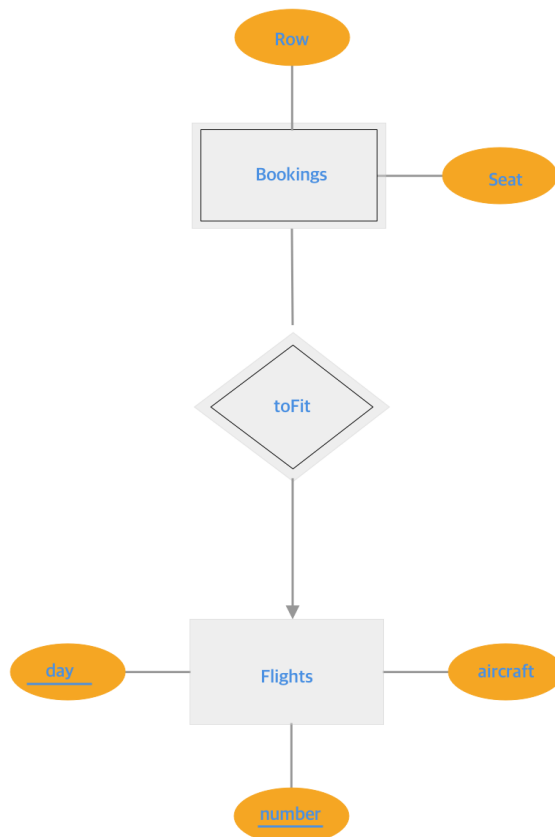 Row
Bookings
Seat
toFit
day
Flights
aircraft
number